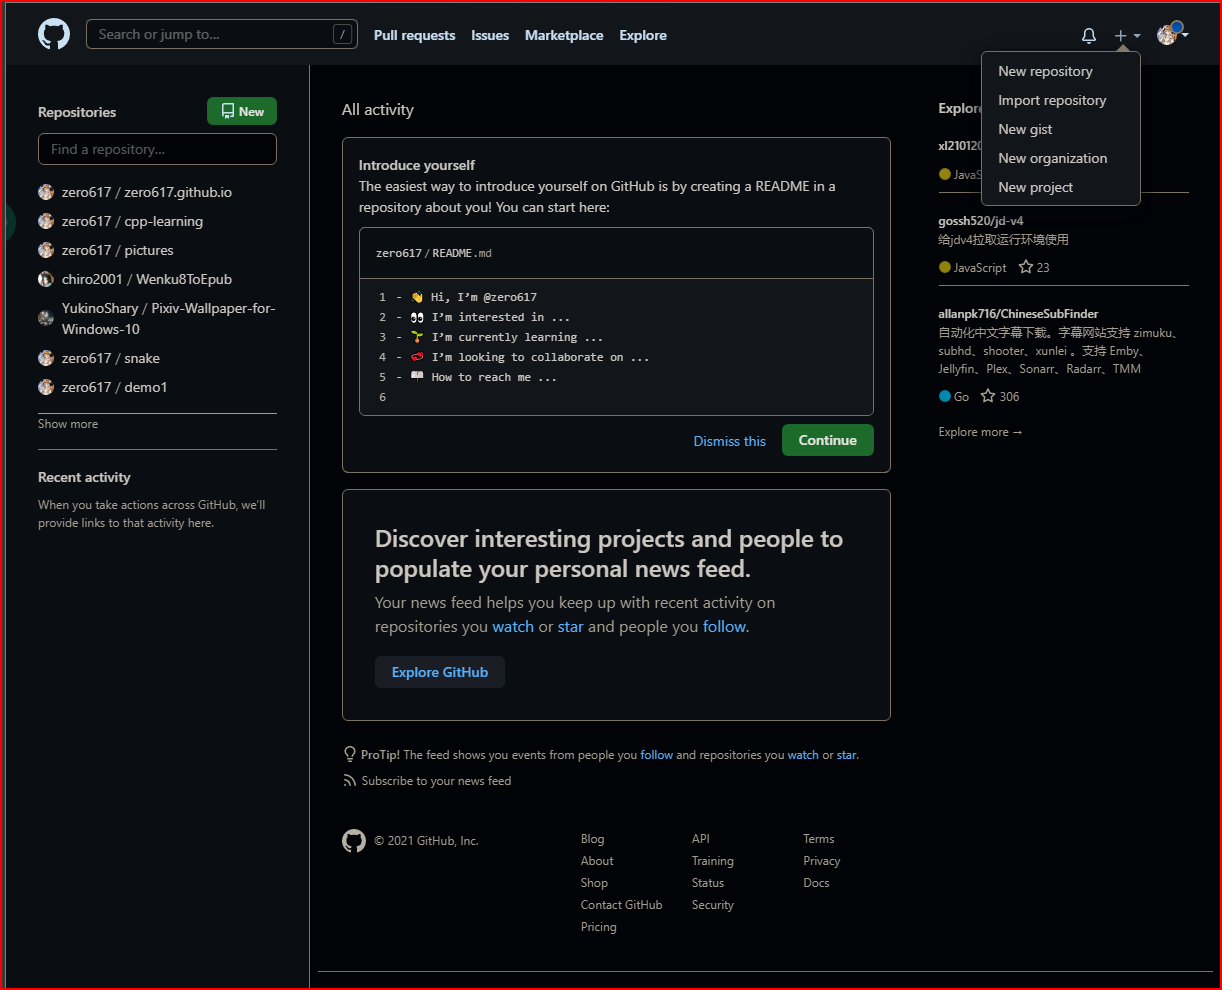 Search or jump to...
/
Pull requests
Issues
Marketplace
Explore
New repository
Import repository
New gist
New organization
New project
Repositories
New
Find a repository...
zero617 / zero617.github.io
zero617 / cpp-learning
zero617 / pictures
chiro2001 / Wenku8ToEpub
YukinoShary / Pixiv-Wallpaper-for-
Windows-10
zero617 / snake
zero617 / demo1
Show more
Recent activity
When you take actions across GitHub, we'll
provide links to that activity here.
All activity
Introduce yourself
The easiest way to introduce yourself on GitHub is by creating a README in a
repository about you! You can start here:
zero617 / README.md
1 - 👋 Hi, I'm @zero617
2 - 👀 I'm interested in ...
3 - 🌱 I'm currently learning ...
4 - 💞️ I'm looking to collaborate on ...
5 - 📫 How to reach me ...
6
Dismiss this
Continue
Discover interesting projects and people to
populate your personal news feed.
Your news feed helps you keep up with recent activity on
repositories you watch or star and people you follow.
Explore GitHub
ProTip! The feed shows you events from people you follow and repositories you watch or star.
Subscribe to your news feed
Explore
xl21012
JavaS
gossh520/jd-v4
给jdv4拉取运行环境使用
JavaScript
23
allanpk716/ChineseSubFinder
自动化中文字幕下载。字幕网站支持 zimuku、
subhd、shooter、xunlei 。支持 Emby、
Jellyfin、Plex、Sonarr、Radarr、TMM
Go
306
Explore more →
© 2021 GitHub, Inc.
Blog
About
Shop
Contact GitHub
Pricing
API
Training
Status
Security
Terms
Privacy
Docs